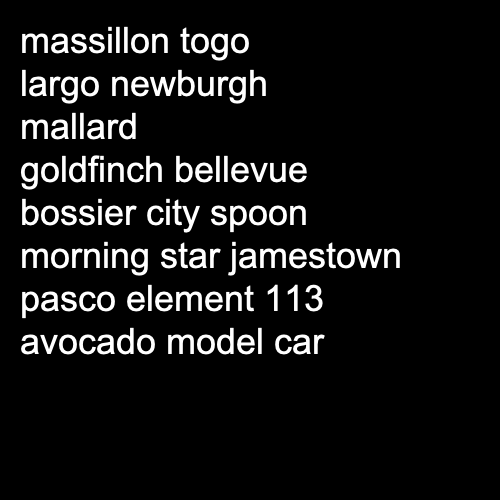 massillon togo
largo newburgh
mallard
goldfinch bellevue
bossier city spoon
morning star jamestown
pasco element 113
avocado model car